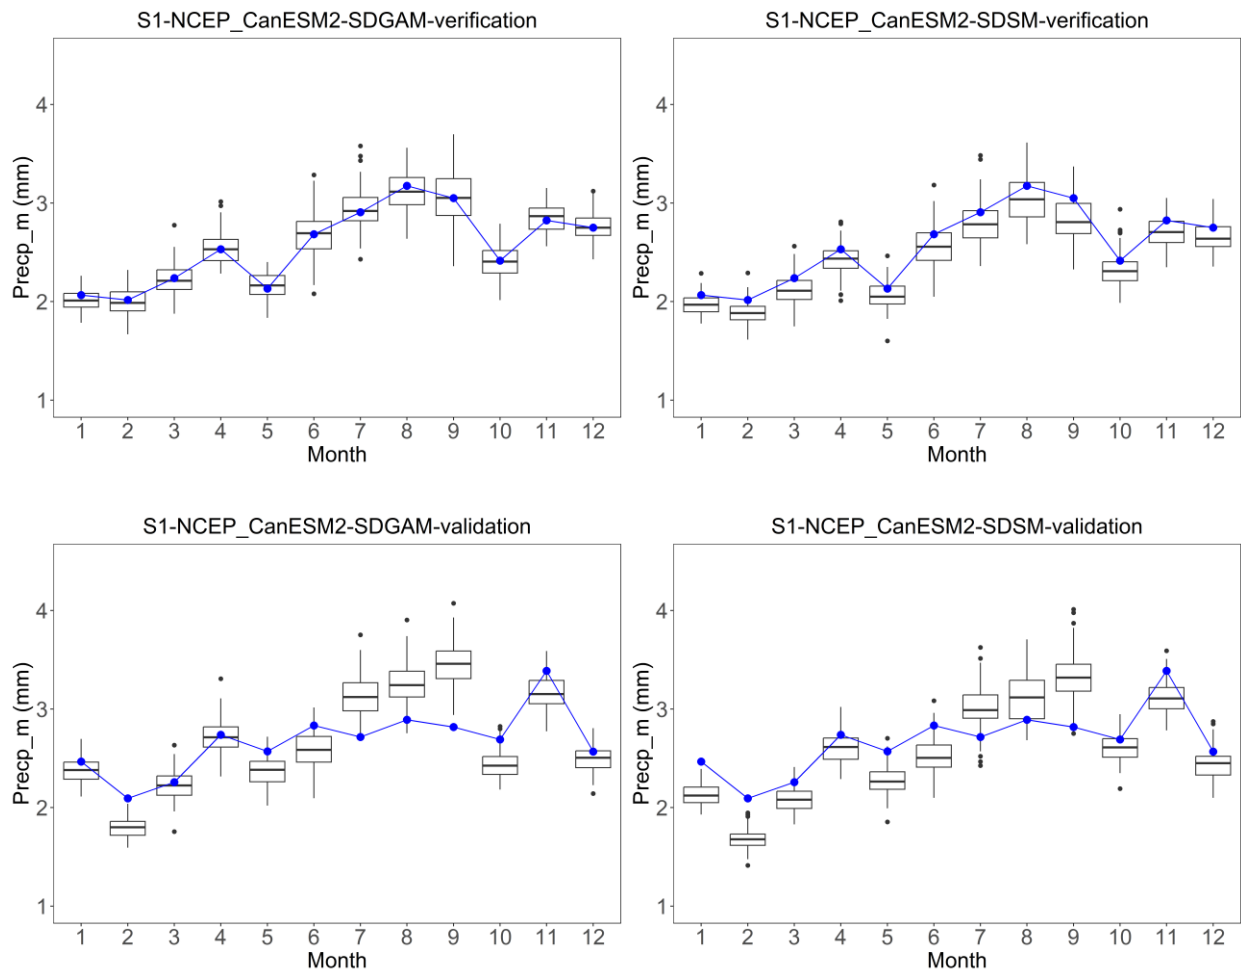 S1-NCEP_CanESM2-SDGAM-verification
Precp_m (mm)
4
3
2
1
1 2 3 4 5 6 7 8 9 10 11 12
Month
S1-NCEP_CanESM2-SDSM-verification
Precp_m (mm)
4
3
2
1
1 2 3 4 5 6 7 8 9 10 11 12
Month
S1-NCEP_CanESM2-SDGAM-validation
Precp_m (mm)
4
3
2
1
1 2 3 4 5 6 7 8 9 10 11 12
Month
S1-NCEP_CanESM2-SDSM-validation
Precp_m (mm)
4
3
2
1
1 2 3 4 5 6 7 8 9 10 11 12
Month